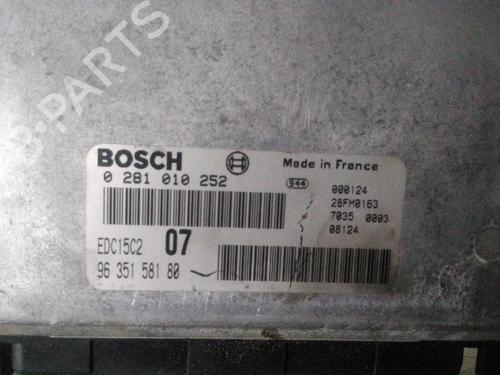 B-PARTS
BOSCH Made in France
0 281 010 252 944 000124
28FM0163
7035 0003
08124
EDC15C2 07
96 351 581 80